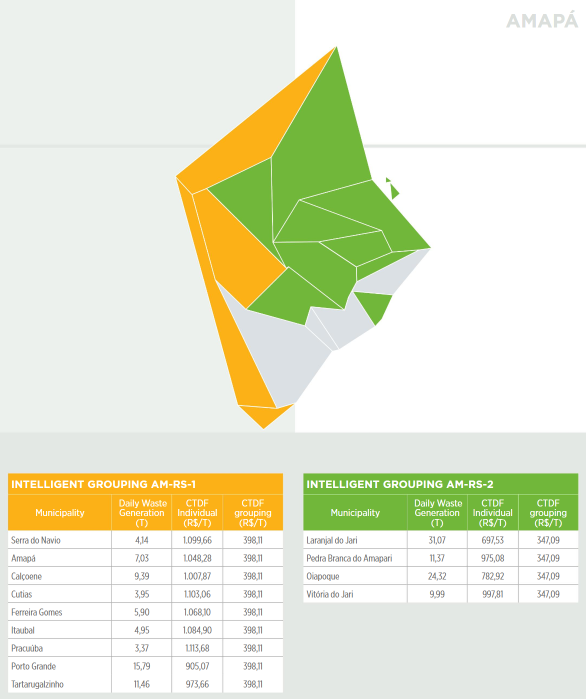 AMAPÁ
INTELLIGENT GROUPING AM-RS-1
Municipality Daily Waste Generation (T) CTDF Individual (R$/T) CTDF grouping (R$/T)
Serra do Navio 4,14 1.099,66 398,11
Amapá 7,03 1.048,28 398,11
Calçoene 9,39 1.007,87 398,11
Cutias 3,95 1.103,06 398,11
Ferreira Gomes 5,90 1.068,10 398,11
Itaubal 4,95 1.084,90 398,11
Pracuúba 3,37 1.113,68 398,11
Porto Grande 15,79 905,07 398,11
Tartarugalzinho 11,46 973,66 398,11
INTELLIGENT GROUPING AM-RS-2
Municipality Daily Waste Generation (T) CTDF Individual (R$/T) CTDF grouping (R$/T)
Laranjal do Jari 31,07 697,53 347,09
Pedra Branca do Amapari 11,37 975,08 347,09
Oiapoque 24,32 782,92 347,09
Vitória do Jari 9,99 997,81 347,09